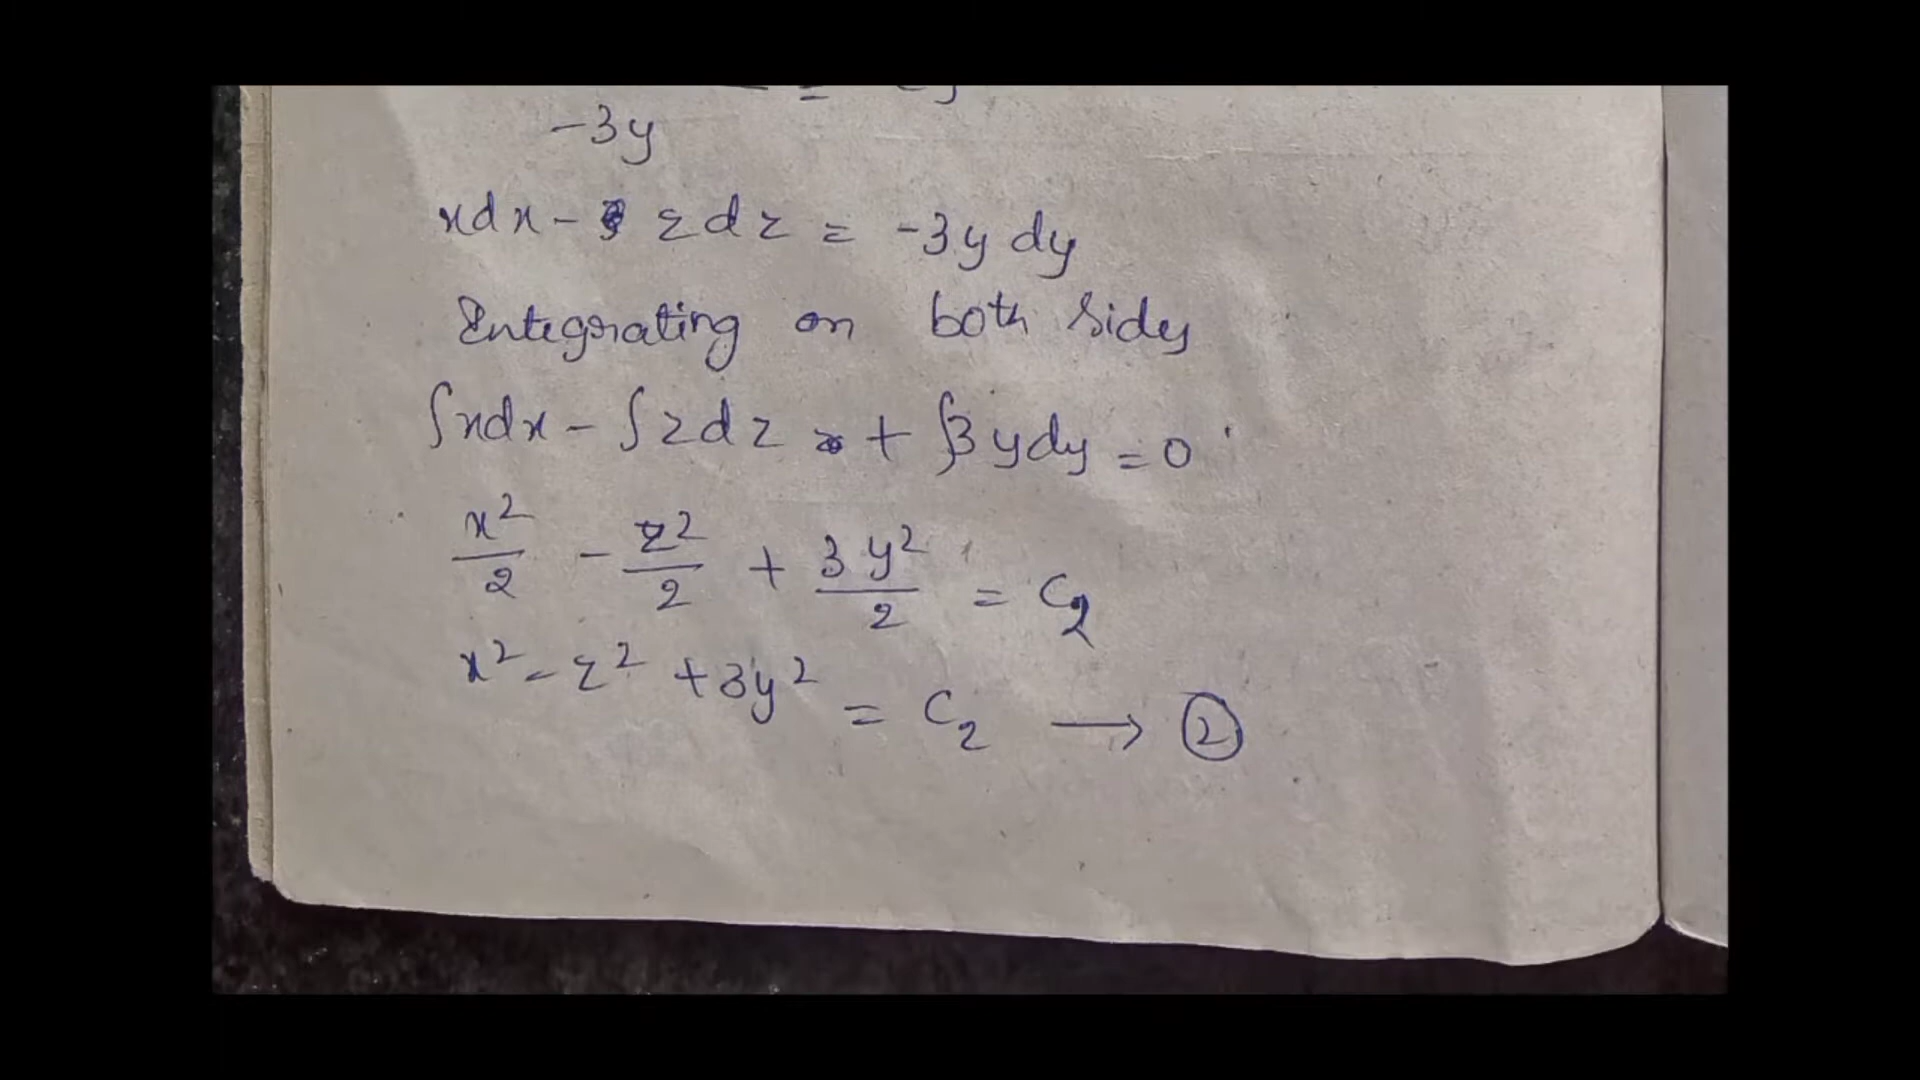 -3y
xdx - zdz = -3y dy
Integrating on both sides
∫xdx - ∫zdz + ∫3ydy = 0
x²/2 - z²/2 + 3y²/2 = C₂
x² - z² + 3y² = C₂ → ②